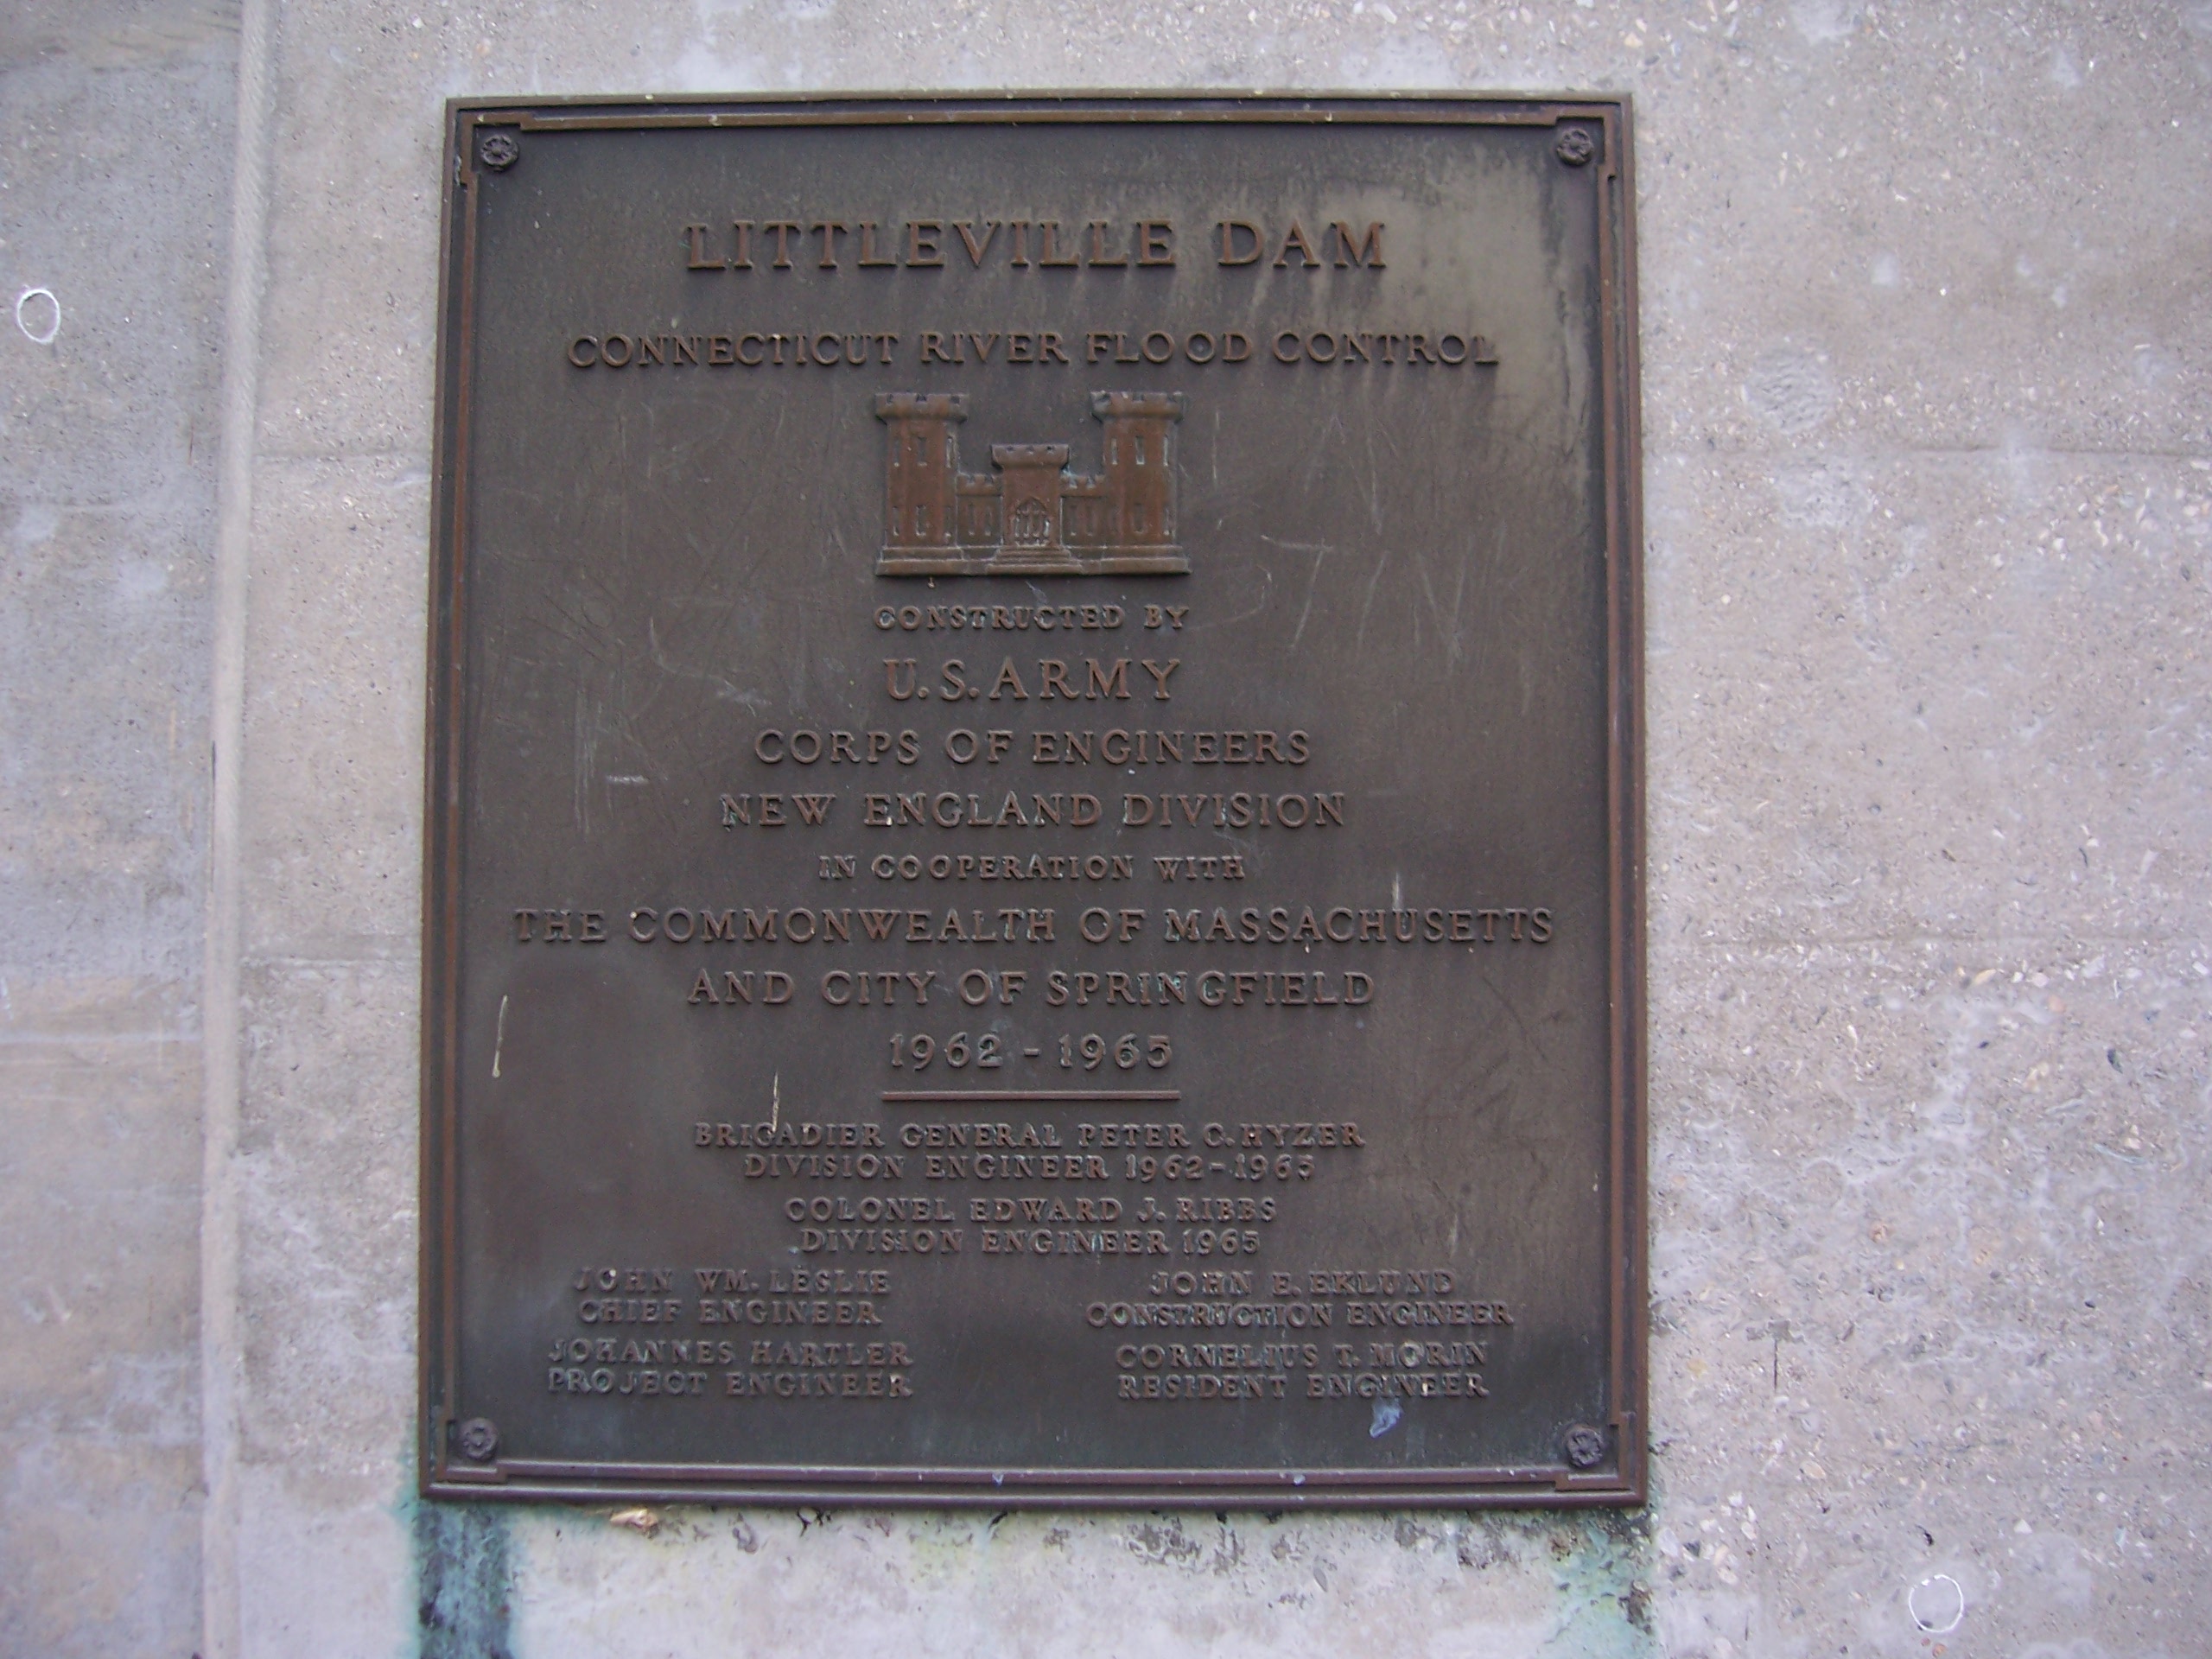 LITTLEVILLE DAM
CONNECTICUT RIVER FLOOD CONTROL
CONSTRUCTED BY
U.S. ARMY
CORPS OF ENGINEERS
NEW ENGLAND DIVISION
IN COOPERATION WITH
THE COMMONWEALTH OF MASSACHUSETTS
AND CITY OF SPRINGFIELD
1962 - 1965
BRIGADIER GENERAL PETER C. HYZER
DIVISION ENGINEER 1962-1965
COLONEL EDWARD J. RIBBS
DIVISION ENGINEER 1965
JOHN WM. LESLIE
CHIEF ENGINEER
JOHANNES HARTLER
PROJECT ENGINEER
JOHN E. EKLUND
CONSTRUCTION ENGINEER
CORNELIUS T. MORIN
RESIDENT ENGINEER